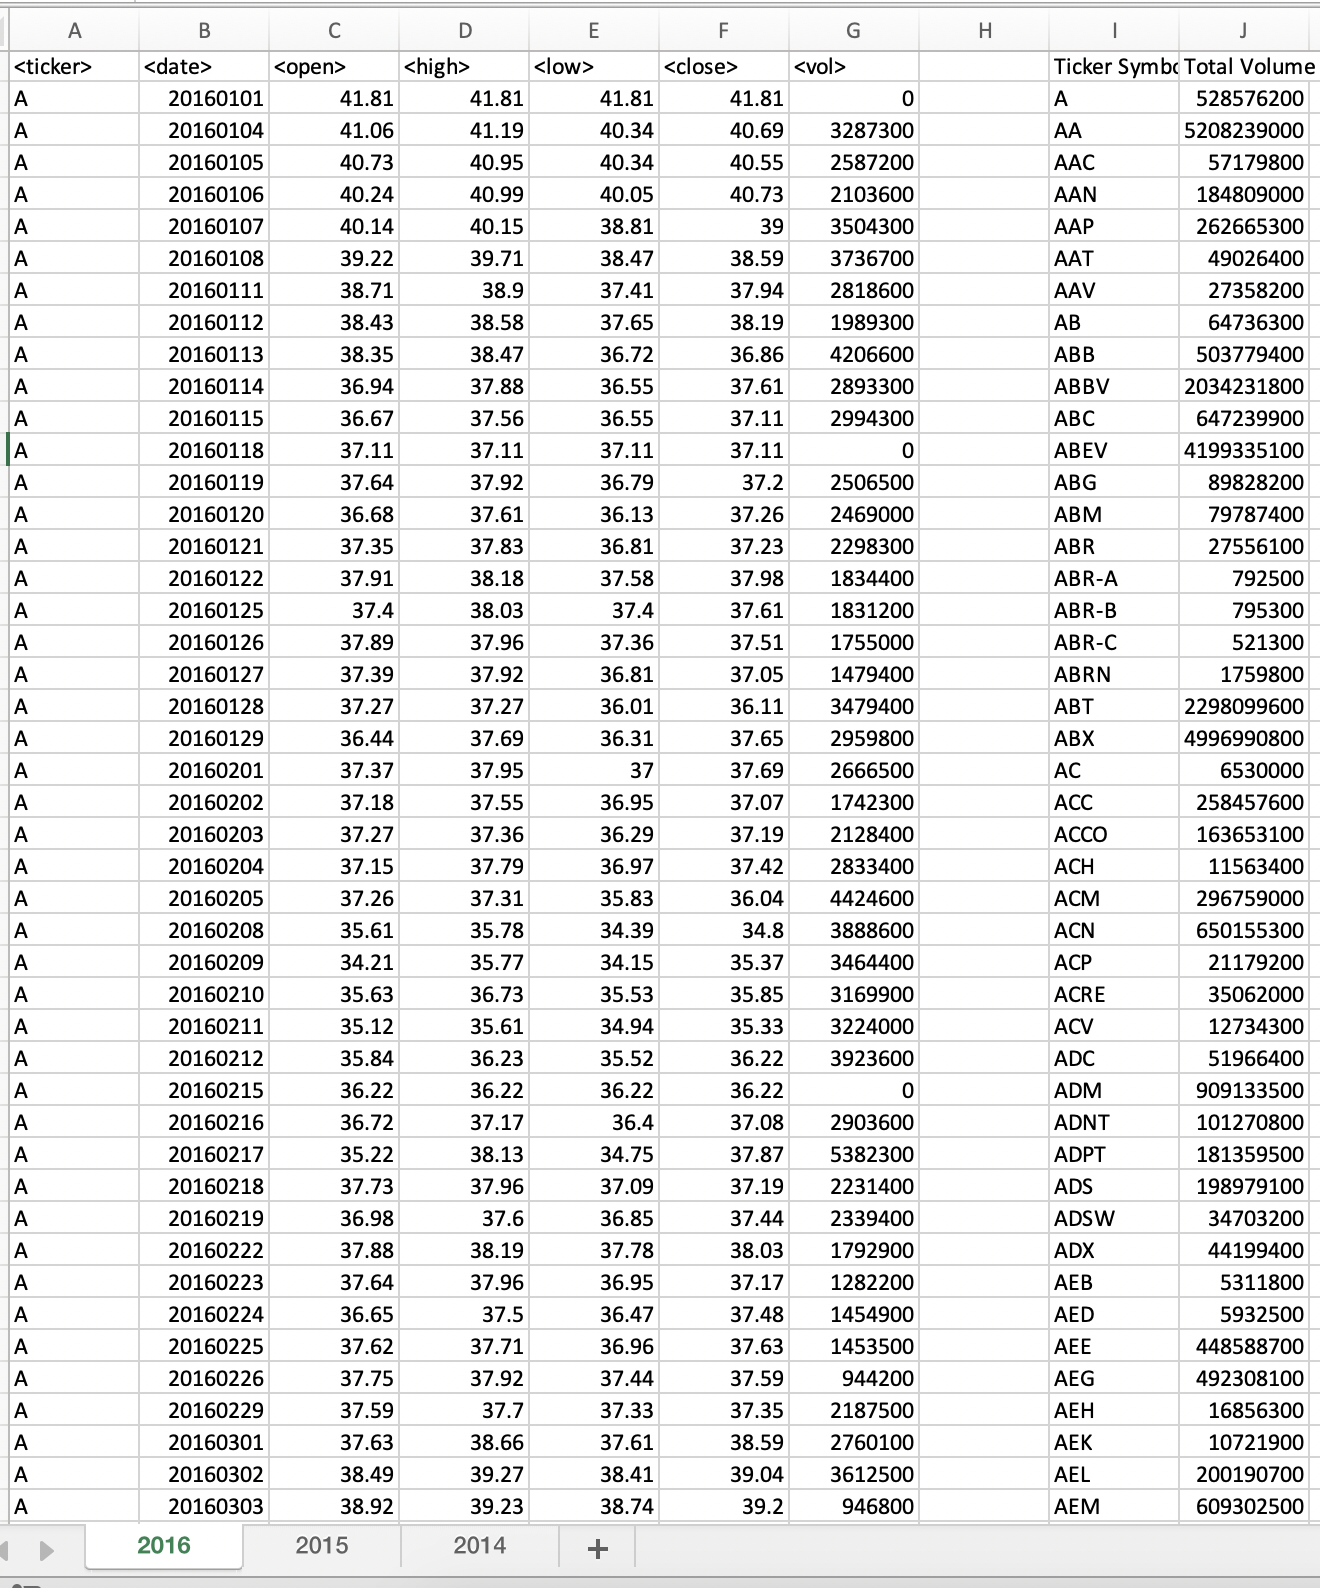 A B C D E F G H I J
<ticker> <date> <open> <high> <low> <close> <vol> Ticker Symbo Total Volume
A 20160101 41.81 41.81 41.81 41.81 0 A 528576200
A 20160104 41.06 41.19 40.34 40.69 3287300 AA 5208239000
A 20160105 40.73 40.95 40.34 40.55 2587200 AAC 57179800
A 20160106 40.24 40.99 40.05 40.73 2103600 AAN 184809000
A 20160107 40.14 40.15 38.81 39 3504300 AAP 262665300
A 20160108 39.22 39.71 38.47 38.59 3736700 AAT 49026400
A 20160111 38.71 38.9 37.41 37.94 2818600 AAV 27358200
A 20160112 38.43 38.58 37.65 38.19 1989300 AB 64736300
A 20160113 38.35 38.47 36.72 36.86 4206600 ABB 503779400
A 20160114 36.94 37.88 36.55 37.61 2893300 ABBV 2034231800
A 20160115 36.67 37.56 36.55 37.11 2994300 ABC 647239900
A 20160118 37.11 37.11 37.11 37.11 0 ABEV 4199335100
A 20160119 37.64 37.92 36.79 37.2 2506500 ABG 89828200
A 20160120 36.68 37.61 36.13 37.26 2469000 ABM 79787400
A 20160121 37.35 37.83 36.81 37.23 2298300 ABR 27556100
A 20160122 37.91 38.18 37.58 37.98 1834400 ABR-A 792500
A 20160125 37.4 38.03 37.4 37.61 1831200 ABR-B 795300
A 20160126 37.89 37.96 37.36 37.51 1755000 ABR-C 521300
A 20160127 37.39 37.92 36.81 37.05 1479400 ABRN 1759800
A 20160128 37.27 37.27 36.01 36.11 3479400 ABT 2298099600
A 20160129 36.44 37.69 36.31 37.65 2959800 ABX 4996990800
A 20160201 37.37 37.95 37 37.69 2666500 AC 6530000
A 20160202 37.18 37.55 36.95 37.07 1742300 ACC 258457600
A 20160203 37.27 37.36 36.29 37.19 2128400 ACCO 163653100
A 20160204 37.15 37.79 36.97 37.42 2833400 ACH 11563400
A 20160205 37.26 37.31 35.83 36.04 4424600 ACM 296759000
A 20160208 35.61 35.78 34.39 34.8 3888600 ACN 650155300
A 20160209 34.21 35.77 34.15 35.37 3464400 ACP 21179200
A 20160210 35.63 36.73 35.53 35.85 3169900 ACRE 35062000
A 20160211 35.12 35.61 34.94 35.33 3224000 ACV 12734300
A 20160212 35.84 36.23 35.52 36.22 3923600 ADC 51966400
A 20160215 36.22 36.22 36.22 36.22 0 ADM 909133500
A 20160216 36.72 37.17 36.4 37.08 2903600 ADNT 101270800
A 20160217 35.22 38.13 34.75 37.87 5382300 ADPT 181359500
A 20160218 37.73 37.96 37.09 37.19 2231400 ADS 198979100
A 20160219 36.98 37.6 36.85 37.44 2339400 ADSW 34703200
A 20160222 37.88 38.19 37.78 38.03 1792900 ADX 44199400
A 20160223 37.64 37.96 36.95 37.17 1282200 AEB 5311800
A 20160224 36.65 37.5 36.47 37.48 1454900 AED 5932500
A 20160225 37.62 37.71 36.96 37.63 1453500 AEE 448588700
A 20160226 37.75 37.92 37.44 37.59 944200 AEG 492308100
A 20160229 37.59 37.7 37.33 37.35 2187500 AEH 16856300
A 20160301 37.63 38.66 37.61 38.59 2760100 AEK 10721900
A 20160302 38.49 39.27 38.41 39.04 3612500 AEL 200190700
A 20160303 38.92 39.23 38.74 39.2 946800 AEM 609302500
2016 2015 2014 +